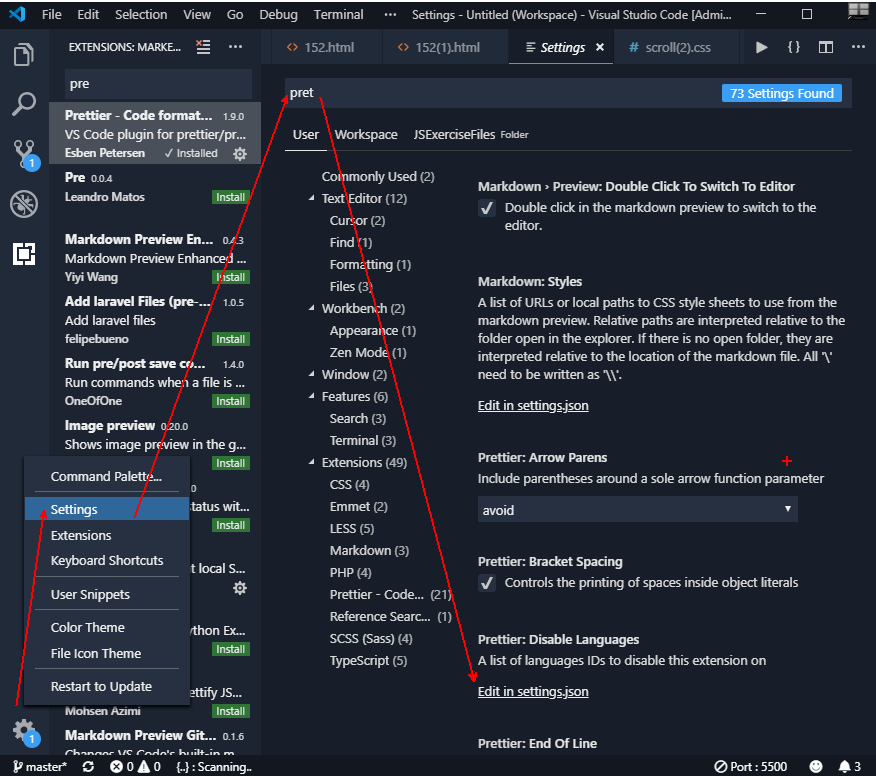 File Edit Selection View Go Debug Terminal ··· Settings - Untitled (Workspace) - Visual Studio Code [Admi...
EXTENSIONS: MARKE... ···
152.html 152(1).html Settings × # scroll(2).css { } ···
pre
Prettier - Code format... 1.9.0
VS Code plugin for prettier/pr...
Esben Petersen ✓ Installed
Pre 0.0.4
Leandro Matos Install
Markdown Preview En... 0.4.3
Markdown Preview Enhanced ...
Yiyi Wang Install
Add laravel Files (pre-... 1.0.5
Add laravel files
felipebueno Install
Run pre/post save co... 1.4.0
Run commands when a file is ...
OneOfOne Install
Image preview 0.20.0
Shows image preview in the g...
Install
.0
status wit...
Install
t local S...
ython Ex...
Install
ettify JS...
Mohsen Azimi Install
Markdown Preview Git... 0.1.6
Changes VS Code's built-in m
1
Command Palette...
Settings
Extensions
Keyboard Shortcuts
User Snippets
Color Theme
File Icon Theme
Restart to Update
1
pret 73 Settings Found
User Workspace JSExerciseFiles Folder
Commonly Used (2)
Text Editor (12)
Cursor (2)
Find (1)
Formatting (1)
Files (3)
Workbench (2)
Appearance (1)
Zen Mode (1)
Window (2)
Features (6)
Search (3)
Terminal (3)
Extensions (49)
CSS (4)
Emmet (2)
LESS (5)
Markdown (3)
PHP (4)
Prettier - Code... (21)
Reference Searc... (1)
SCSS (Sass) (4)
TypeScript (5)
Markdown › Preview: Double Click To Switch To Editor
✓ Double click in the markdown preview to switch to the
editor.
Markdown: Styles
A list of URLs or local paths to CSS style sheets to use from the
markdown preview. Relative paths are interpreted relative to the
folder open in the explorer. If there is no open folder, they are
interpreted relative to the location of the markdown file. All '\'
need to be written as '\\'.
Edit in settings.json
Prettier: Arrow Parens
Include parentheses around a sole arrow function parameter
avoid
Prettier: Bracket Spacing
✓ Controls the printing of spaces inside object literals
Prettier: Disable Languages
A list of languages IDs to disable this extension on
Edit in settings.json
Prettier: End Of Line
master* 0 0 {..} : Scanning.. Port : 5500 3